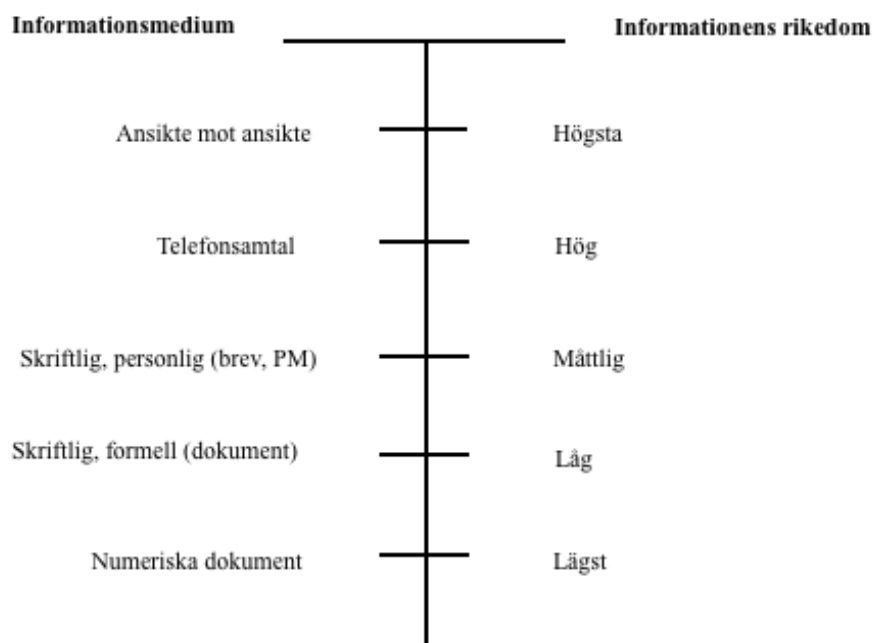 Informationsmedium
Informationens rikedom
Ansikte mot ansikte
Högsta
Telefonsamtal
Hög
Skriftlig, personlig (brev, PM)
Måttlig
Skriftlig, formell (dokument)
Låg
Numeriska dokument
Lägst